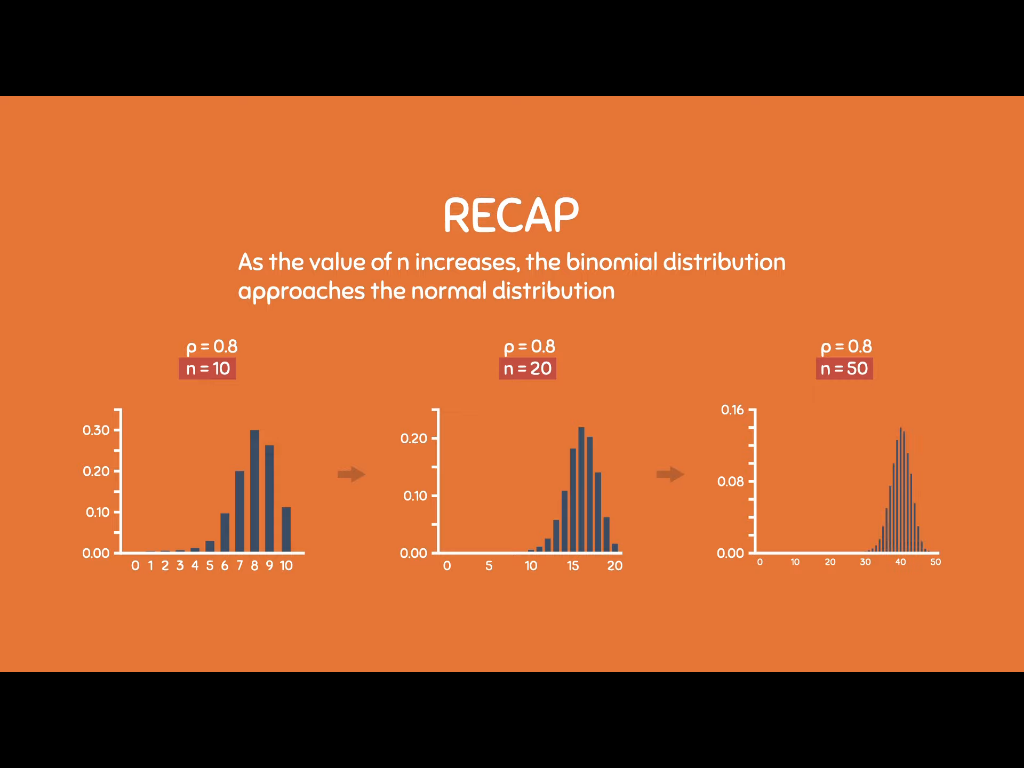 RECAP
As the value of n increases, the binomial distribution
approaches the normal distribution
ρ = 0.8
n = 10
ρ = 0.8
n = 20
ρ = 0.8
n = 50
0.30
0.20
0.10
0.00
0 1 2 3 4 5 6 7 8 9 10
0.20
0.10
0.00
0 5 10 15 20
0.16
0.08
0.00
0 10 20 30 40 50